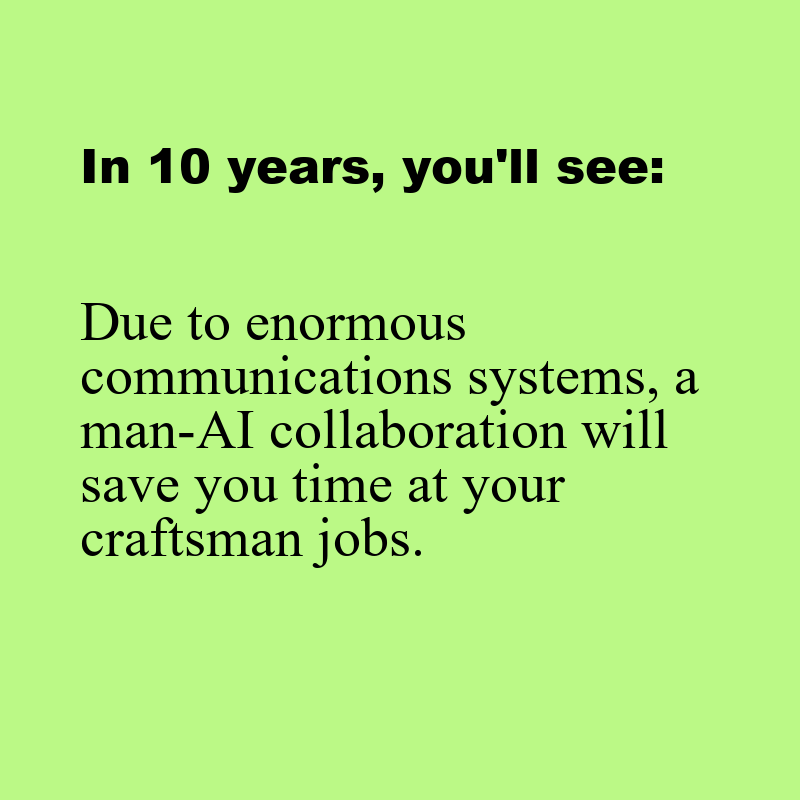 In 10 years, you'll see:
Due to enormous
communications systems, a
man-AI collaboration will
save you time at your
craftsman jobs.